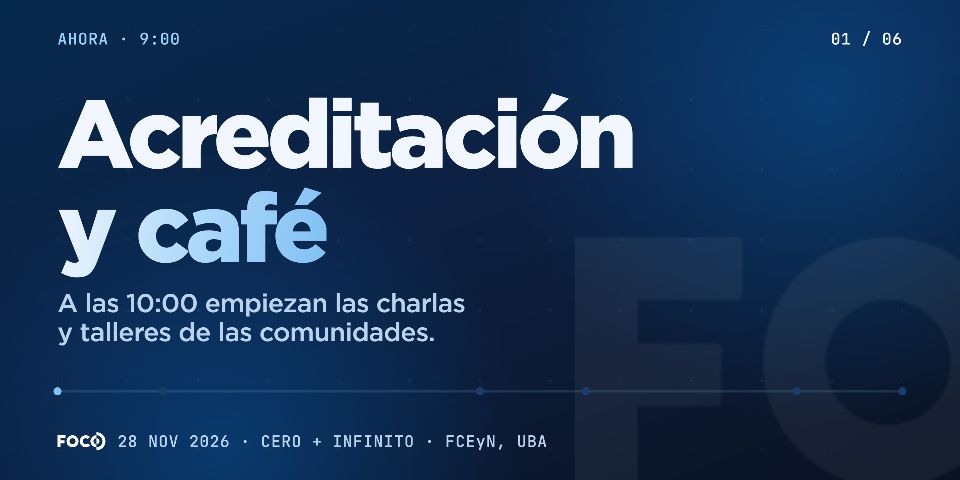 AHORA · 9:00
01 / 06
Acreditación
y café
A las 10:00 empiezan las charlas
y talleres de las comunidades.
FOCO 28 NOV 2026 · CERO + INFINITO · FCEyN, UBA
FO